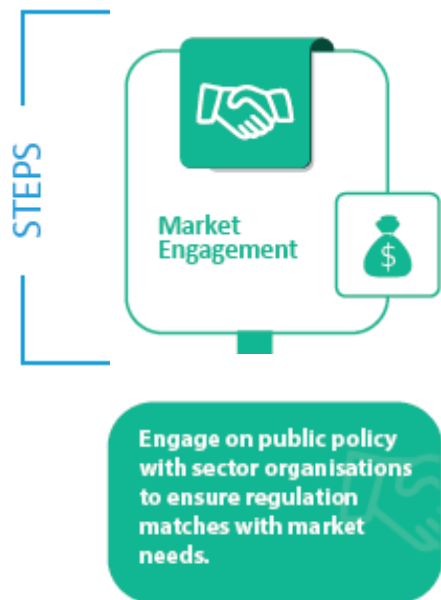 STEPS
Market
Engagement
$
Engage on public policy
with sector organisations
to ensure regulation
matches with market
needs.